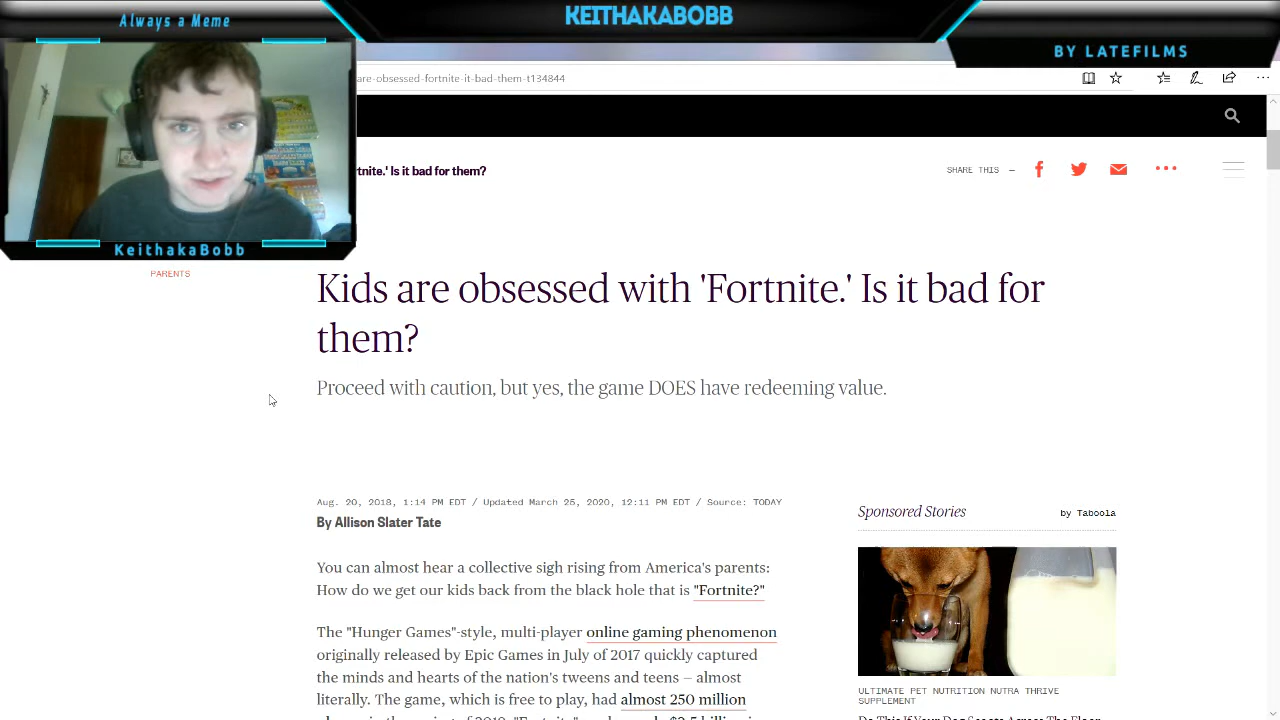 Always a Meme
KEITHAKABOBB
BY LATEFILMS
are-obsessed-fortnite-it-bad-them-t134844
tnite.' Is it bad for them?
SHARE THIS –
KeithakaBobb
PARENTS
Kids are obsessed with 'Fortnite.' Is it bad for
them?
Proceed with caution, but yes, the game DOES have redeeming value.
Aug. 20, 2018, 1:14 PM EDT / Updated March 25, 2020, 12:11 PM EDT / Source: TODAY
By Allison Slater Tate
Sponsored Stories
by Taboola
You can almost hear a collective sigh rising from America's parents:
How do we get our kids back from the black hole that is "Fortnite?"
The "Hunger Games"-style, multi-player online gaming phenomenon
originally released by Epic Games in July of 2017 quickly captured
the minds and hearts of the nation's tweens and teens — almost
literally. The game, which is free to play, had almost 250 million
ULTIMATE PET NUTRITION NUTRA THRIVE
SUPPLEMENT